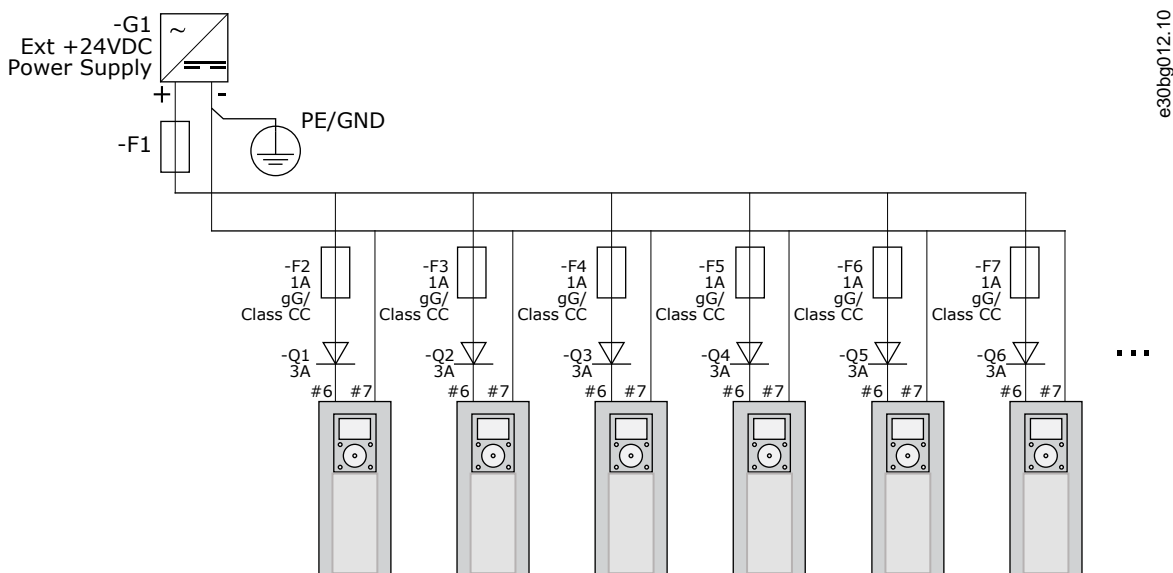 e30bg012.10
-G1
Ext +24VDC
Power Supply
~
+ -
PE/GND
-F1
-F2
1A
gG/
Class CC
-F3
1A
gG/
Class CC
-F4
1A
gG/
Class CC
-F5
1A
gG/
Class CC
-F6
1A
gG/
Class CC
-F7
1A
gG/
Class CC
-Q1
3A
-Q2
3A
-Q3
3A
-Q4
3A
-Q5
3A
-Q6
3A
...
#6 #7
#6 #7
#6 #7
#6 #7
#6 #7
#6 #7